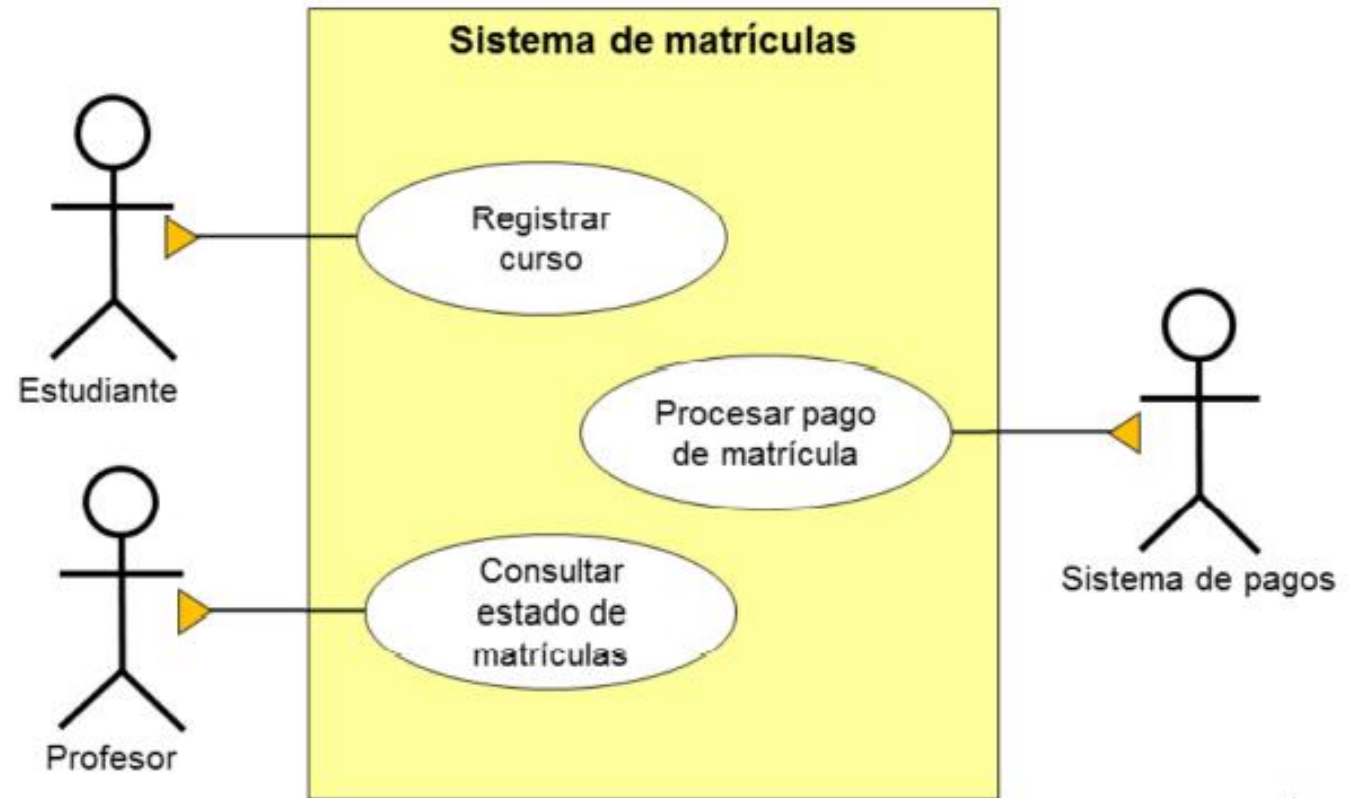 Sistema de matrículas
Registrar
curso
Estudiante
Procesar pago
de matrícula
Sistema de pagos
Consultar
estado de
matrículas
Profesor